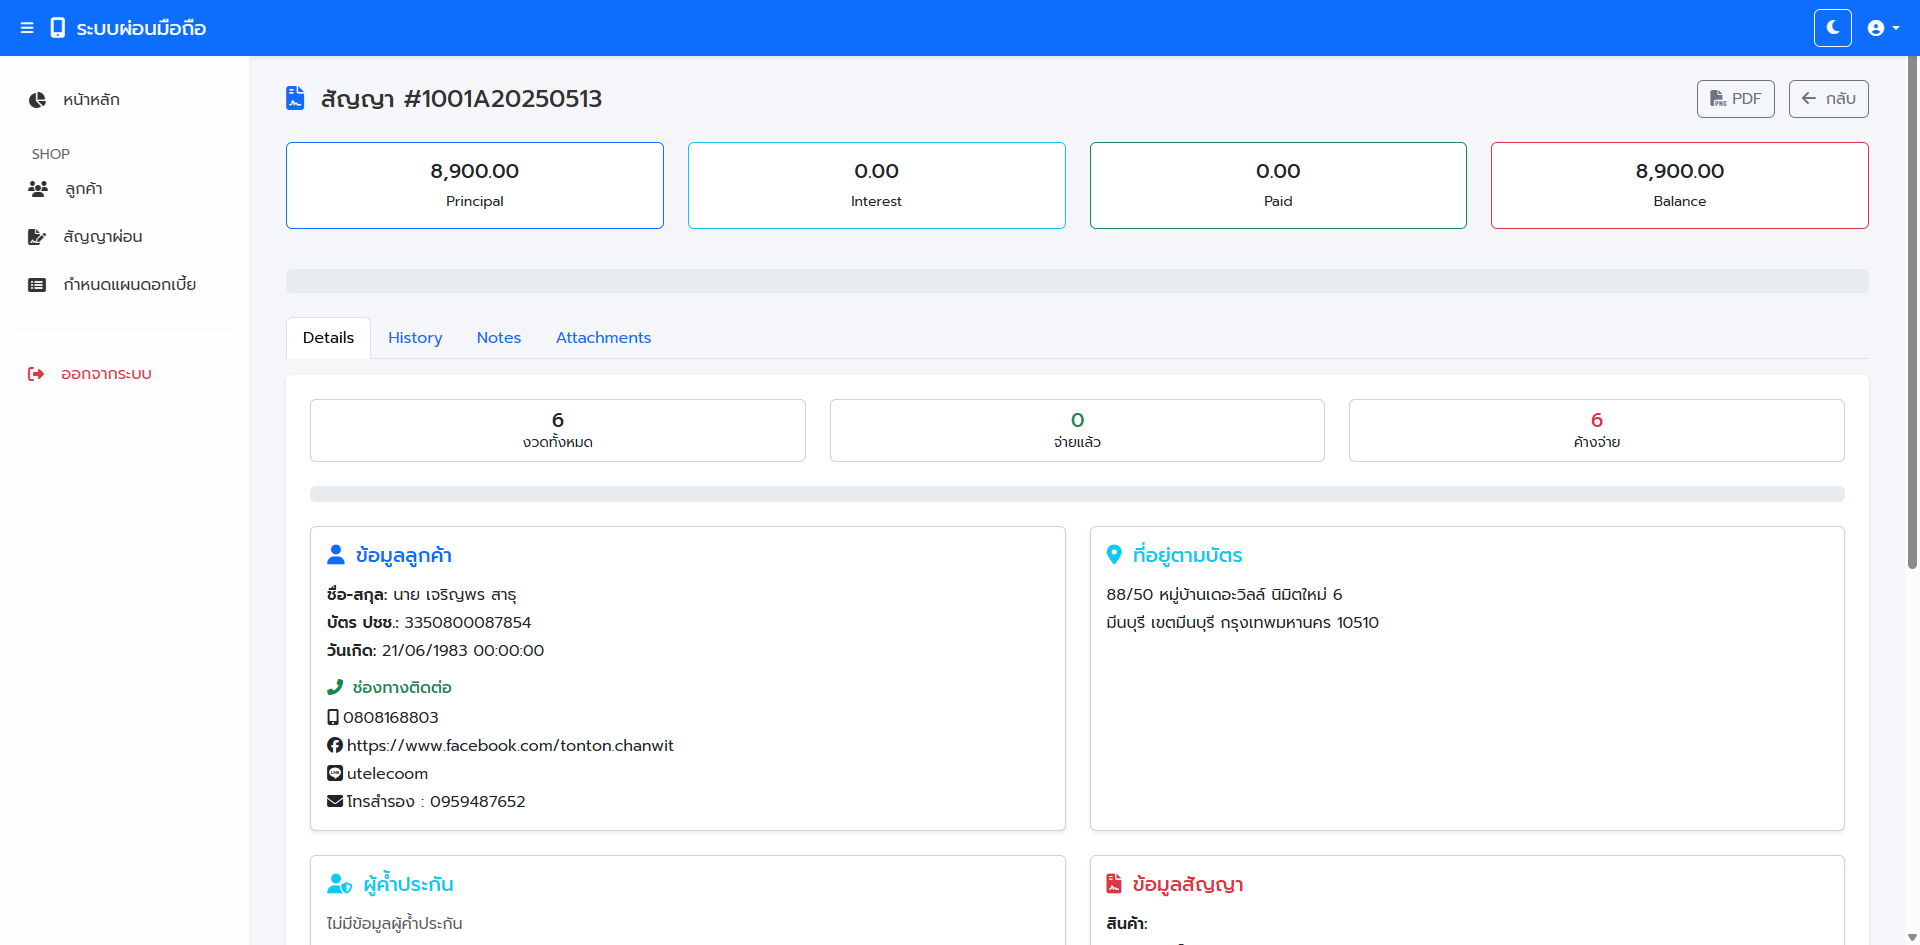 ระบบผ่อนมือถือ
หน้าหลัก
SHOP
ลูกค้า
สัญญาผ่อน
กำหนดแผนดอกเบี้ย
ออกจากระบบ
สัญญา #1001A20250513
PDF
กลับ
8,900.00
Principal
0.00
Interest
0.00
Paid
8,900.00
Balance
Details
History
Notes
Attachments
6
งวดทั้งหมด
0
จ่ายแล้ว
6
ค้างจ่าย
ข้อมูลลูกค้า
ชื่อ-สกุล: นาย เจริญพร สาธุ
บัตร ปชช.: 3350800087854
วันเกิด: 21/06/1983 00:00:00
ช่องทางติดต่อ
0808168803
https://www.facebook.com/tonton.chanwit
utelecoom
โทรสำรอง : 0959487652
ที่อยู่ตามบัตร
88/50 หมู่บ้านเดอะวิลล์ นิมิตใหม่ 6
มีนบุรี เขตมีนบุรี กรุงเทพมหานคร 10510
ผู้ค้ำประกัน
ไม่มีข้อมูลผู้ค้ำประกัน
ข้อมูลสัญญา
สินค้า: